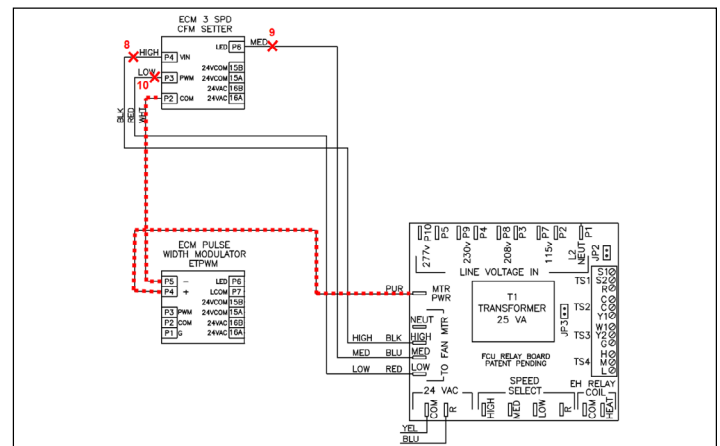 ECM 3 SPD
CFM SETTER
8
HIGH
P4 VIN
LED P6
MED
9
LOW
10
P3 PWM
24VCOM 15B
24VCOM 15A
24VAC 16B
P2 COM
24VAC 16A
BLK
RED
WHT
ECM PULSE
WIDTH MODULATOR
ETPWM
P5 -
LED P6
P4 +
LCOM P7
24VCOM 15B
P3 PWM
24VCOM 15A
P2 COM
24VAC 16B
P1 G
24VAC 16A
277v P10
P5
230v P9
P4
208v P8
P3
115v P7
P2
L2 NEUT P1
JP2
LINE VOLTAGE IN
PUR
MTR
PWR
T1
TRANSFORMER
25 VA
JP3
TS1
S1
S2
R
C
TS2
C
Y1
W1
TS3
Y2
G
H
TS4
M
L
NEUT
HIGH BLK
HIGH
MED BLU
MED
LOW RED
LOW
TO FAN MTR
FCU RELAY BOARD
PATENT PENDING
24 VAC
COM
R
SPEED
SELECT
HIGH
MED
LOW
R
EH RELAY
COIL
COM
HEAT
YEL
BLU